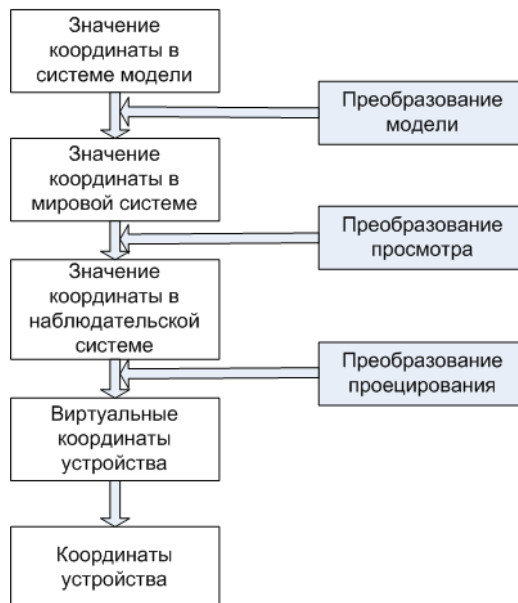 Значение
координаты в
системе модели
Преобразование
модели
Значение
координаты в
мировой системе
Преобразование
просмотра
Значение
координаты в
наблюдательской
системе
Преобразование
проецирования
Виртуальные
координаты
устройства
Координаты
устройства